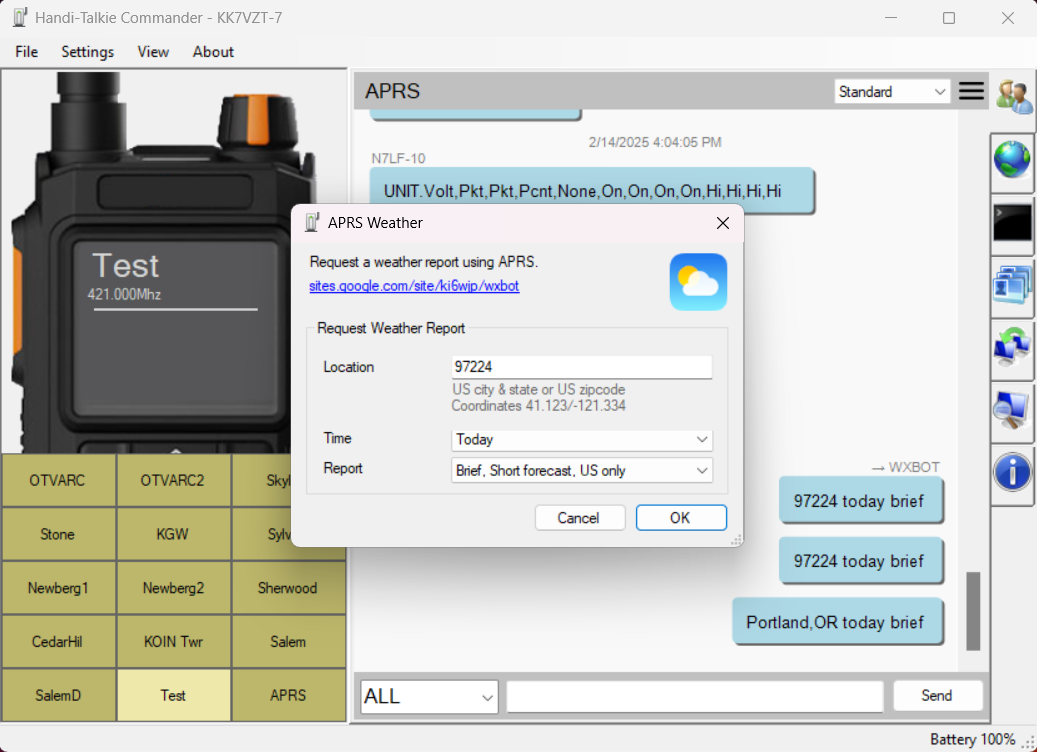 Handi-Talkie Commander - KK7VZT-7
File Settings View About
Test
421.000Mhz
OTVARC OTVARC2
Stone KGW
Newberg1 Newberg2 Sherwood
CedarHil KOIN Twr Salem
SalemD Test APRS
APRS Standard
2/14/2025 4:04:05 PM
N7LF-10
UNIT.Volt,Pkt,Pkt,Pcnt,None,On,On,On,On,Hi,Hi,Hi,Hi
APRS Weather
Request a weather report using APRS.
sites.google.com/site/ki6wjp/wxbot
Request Weather Report
Location 97224
US city & state or US zipcode
Coordinates 41.123/-121.334
Time Today
Report Brief, Short forecast, US only
Cancel OK
→ WXBOT
97224 today brief
97224 today brief
Portland,OR today brief
ALL Send
Battery 100%